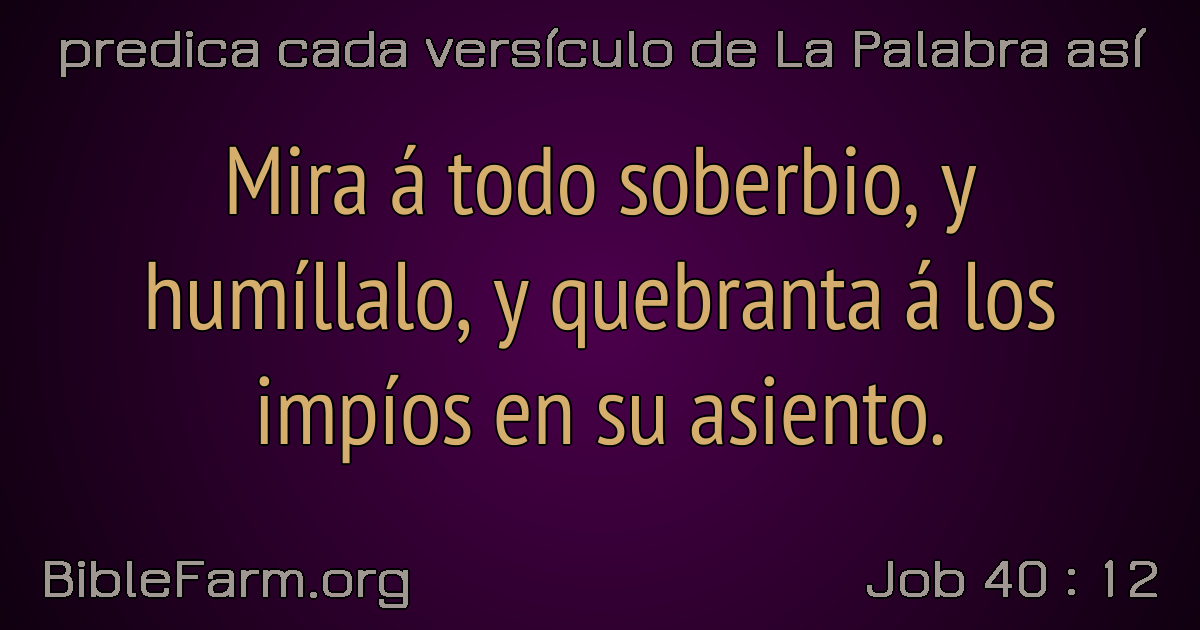 predica cada versículo de La Palabra así
Mira á todo soberbio, y
humíllalo, y quebranta á los
impíos en su asiento.
BibleFarm.org
Job 40 : 12